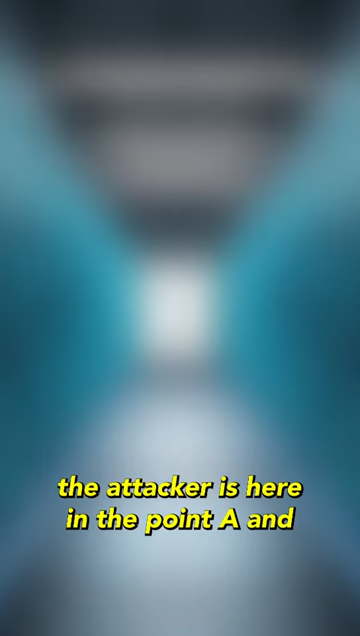 the attacker is here
in the point A and